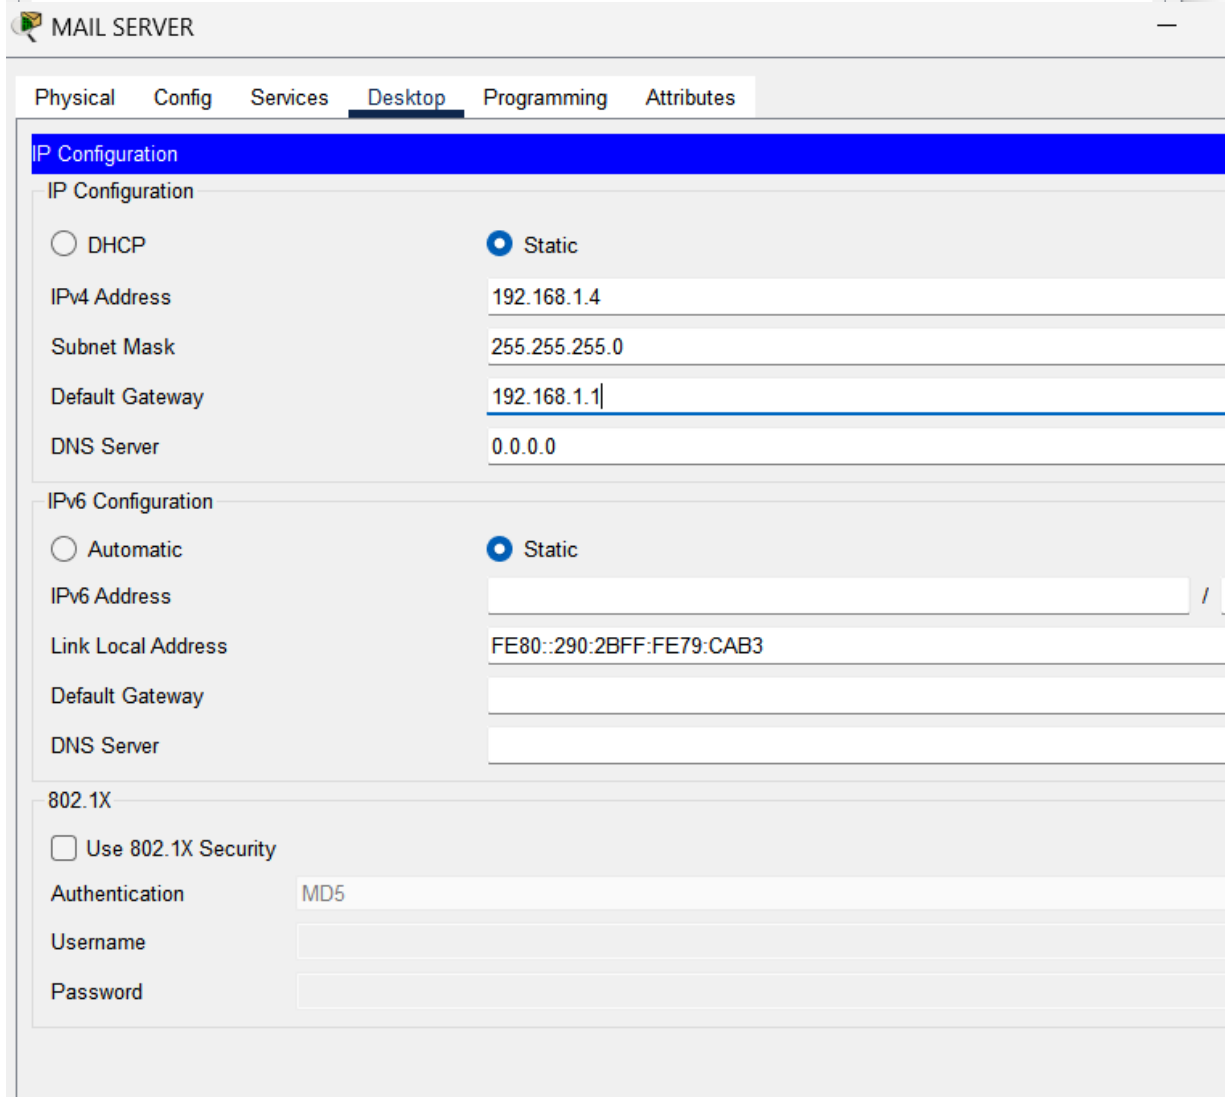 MAIL SERVER
Physical Config Services Desktop Programming Attributes
IP Configuration
IP Configuration
DHCP Static
IPv4 Address 192.168.1.4
Subnet Mask 255.255.255.0
Default Gateway 192.168.1.1
DNS Server 0.0.0.0
IPv6 Configuration
Automatic Static
IPv6 Address /
Link Local Address FE80::290:2BFF:FE79:CAB3
Default Gateway
DNS Server
802.1X
Use 802.1X Security
Authentication MD5
Username
Password